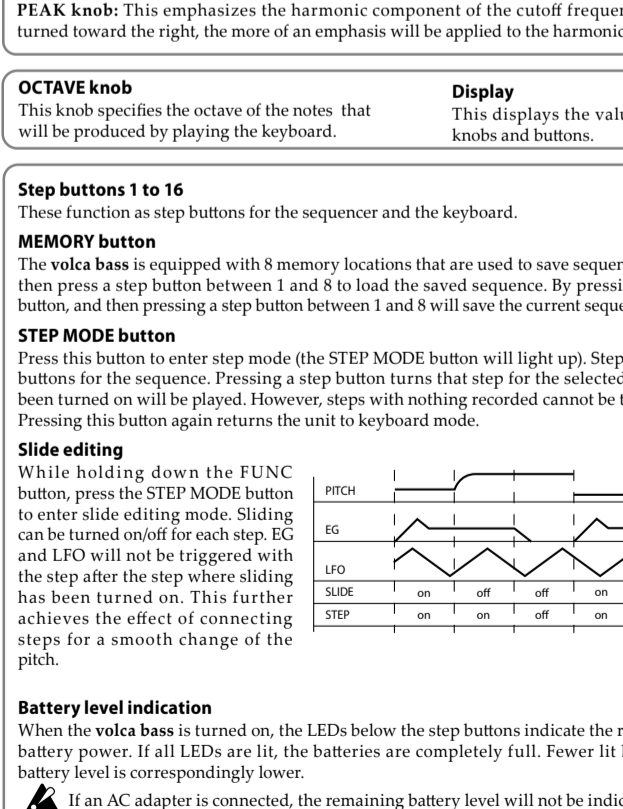 PEAK knob: This emphasizes the harmonic component of the cutoff
turned toward the right, the more of an emphasis will be applied to the
OCTAVE knob
This knob specifies the octave of the notes that
will be produced by playing the keyboard.
Display
This displays the
knobs and buttons.
Step buttons 1 to 16
These function as step buttons for the sequencer and the keyboard.
MEMORY button
The volca bass is equipped with 8 memory locations that are used to save
then press a step button between 1 and 8 to load the saved sequence. By
button, and then pressing a step button between 1 and 8 will save the current
STEP MODE button
Press this button to enter step mode (the STEP MODE button will light up). Step
buttons for the sequence. Pressing a step button turns that step for the selected
been turned on will be played. However, steps with nothing recorded cannot be
Pressing this button again returns the unit to keyboard mode.
Slide editing
While holding down the FUNC
button, press the STEP MODE button
to enter slide editing mode. Sliding
can be turned on/off for each step. EG
and LFO will not be triggered with
the step after the step where sliding
has been turned on. This further
achieves the effect of connecting
steps for a smooth change of the
pitch.
PITCH
EG
LFO
SLIDE on off off on
STEP on on off on
Battery level indication
When the volca bass is turned on, the LEDs below the step buttons indicate the
battery power. If all LEDs are lit, the batteries are completely full. Fewer lit
battery level is correspondingly lower.
If an AC adapter is connected, the remaining battery level will not be